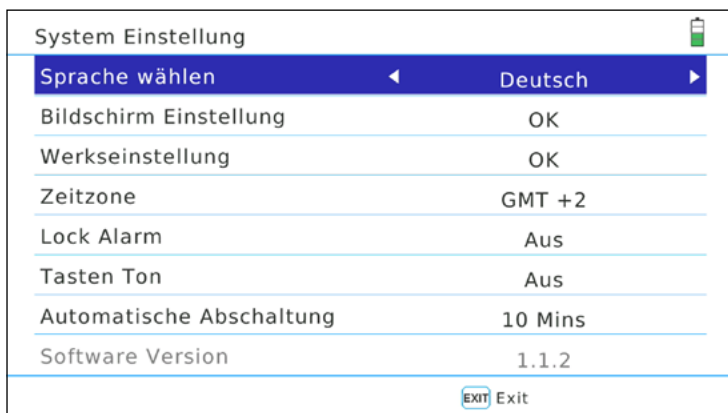 System Einstellung
Sprache wählen Deutsch
Bildschirm Einstellung OK
Werkseinstellung OK
Zeitzone GMT +2
Lock Alarm Aus
Tasten Ton Aus
Automatische Abschaltung 10 Mins
Software Version 1.1.2
EXIT Exit